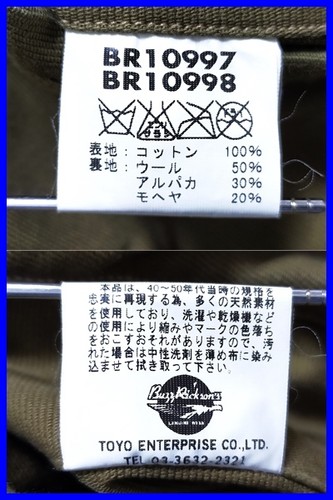 BR10997
BR10998
エンソサラシ
表地：コットン 100%
裏地：ウール 50%
アルパカ 30%
モヘヤ 20%
本品は、40～50年代当時の規格を
忠実に再現する為、多くの天然素材
を使用しており、洗濯や乾燥機など
の使用により縮みやマークの色落ち
をおこすおそれがありますので、汚
れた場合は中性洗剤を薄め布に染み
込ませて拭き取って下さい。
Buzz Rickson's
TOYO ENTERPRISE CO.,LTD.
TEL 03-3632-2321